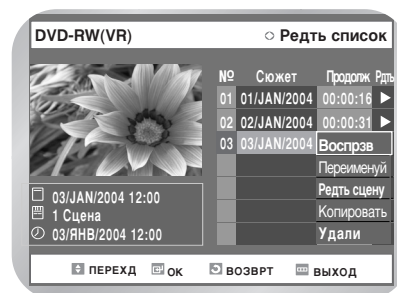 DVD-RW(VR) Редть список
№ Сюжет Продолж Рдть
01 01/JAN/2004 00:00:16
02 02/JAN/2004 00:00:31
03 03/JAN/2004 Воспрзв
Переименуй
Редть сцену
Копировать
Удали
03/JAN/2004 12:00
1 Сцена
03/ЯНВ/2004 12:00
ПЕРЕХД ОК ВОЗВРТ ВЫХОД